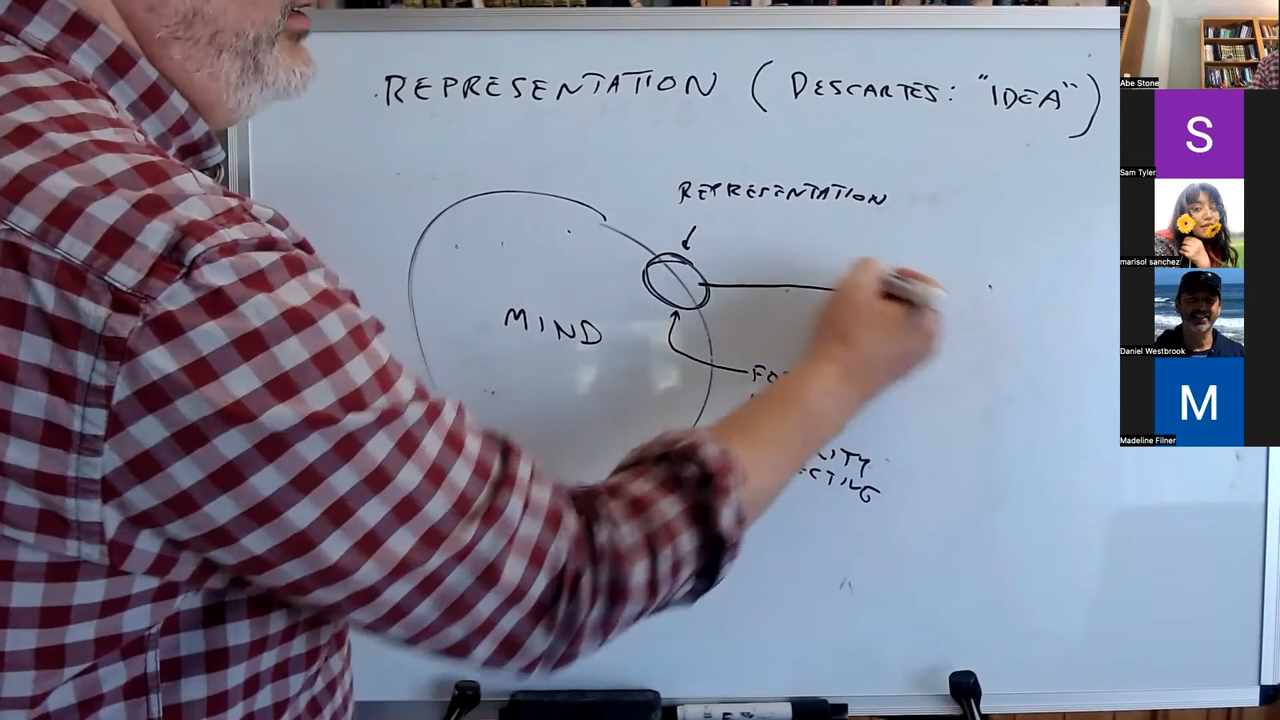 REPRESENTATION (DESCARTES: "IDEA")
REPRESENTATION
MIND
Abe Stone
S
Sam Tyler
marisol sanchez
Daniel Westbrook
M
Madeline Filner